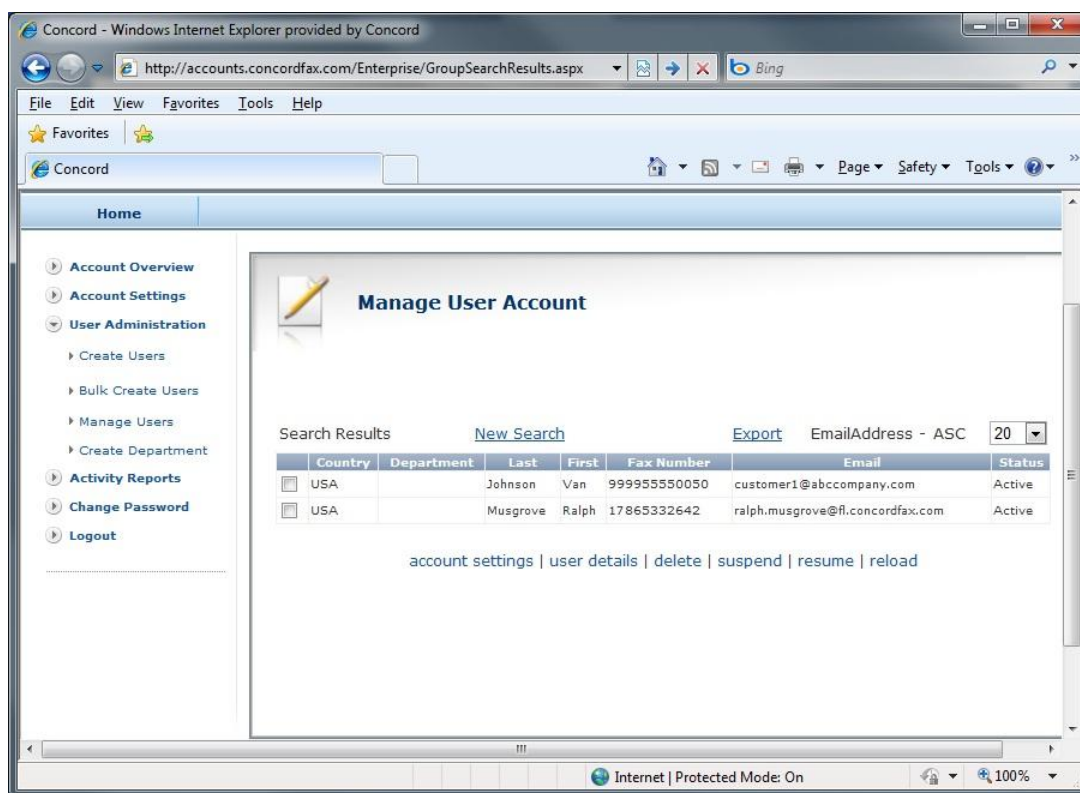 Concord - Windows Internet Explorer provided by Concord
http://accounts.concordfax.com/Enterprise/GroupSearchResults.aspx
Bing
File Edit View Favorites Tools Help
Favorites
Concord
Page Safety Tools
Home
Account Overview
Account Settings
User Administration
Create Users
Bulk Create Users
Manage Users
Create Department
Activity Reports
Change Password
Logout
Manage User Account
Search Results New Search Export EmailAddress - ASC 20
Country Department Last First Fax Number Email Status
USA Johnson Van 999955550050 customer1@abccompany.com Active
USA Musgrove Ralph 17865332642 ralph.musgrove@fl.concordfax.com Active
account settings | user details | delete | suspend | resume | reload
Internet | Protected Mode: On 100%